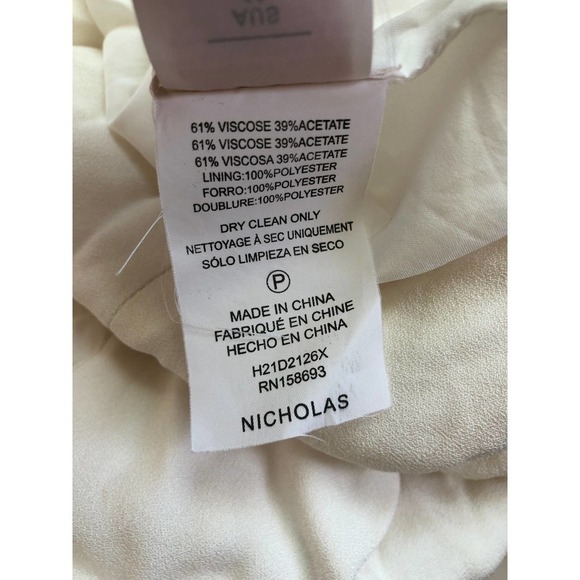 AUS
61% VISCOSE 39%ACETATE
61% VISCOSE 39%ACETATE
61% VISCOSA 39%ACETATE
LINING:100%POLYESTER
FORRO:100%POLYESTER
DOUBLURE:100%POLYESTER
DRY CLEAN ONLY
NETTOYAGE À SEC UNIQUEMENT
SÓLO LIMPIEZA EN SECO
P
MADE IN CHINA
FABRIQUÉ EN CHINE
HECHO EN CHINA
H21D2126X
RN158693
NICHOLAS